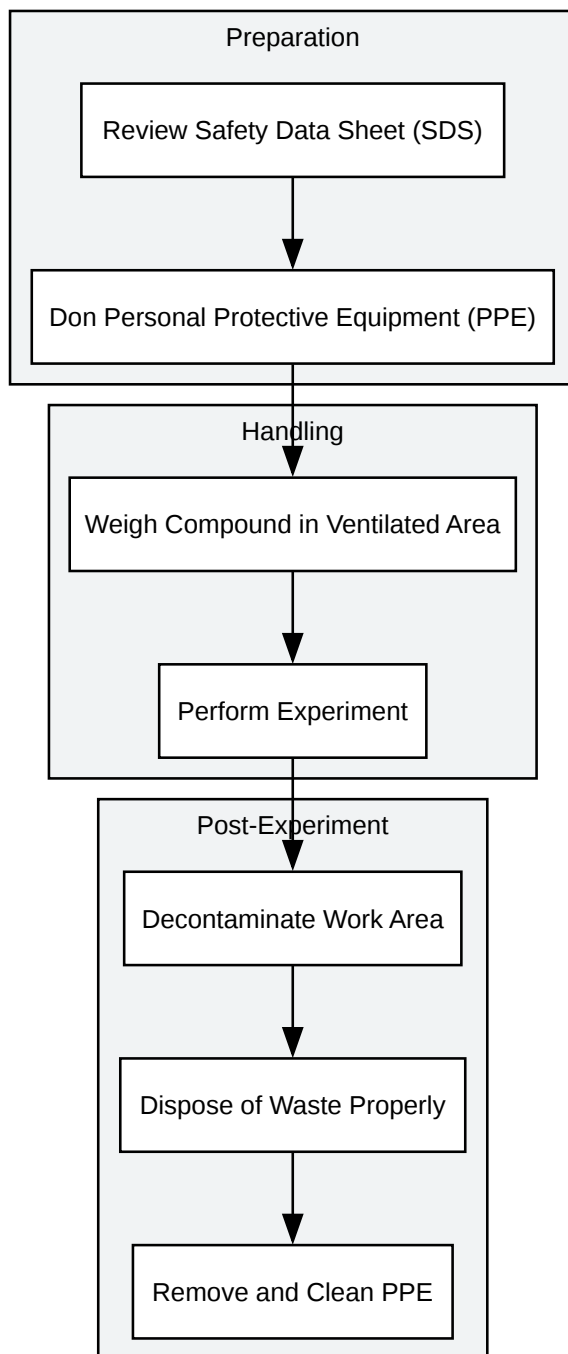 Preparation
Review Safety Data Sheet (SDS)
Don Personal Protective Equipment (PPE)
Handling
Weigh Compound in Ventilated Area
Perform Experiment
Post-Experiment
Decontaminate Work Area
Dispose of Waste Properly
Remove and Clean PPE